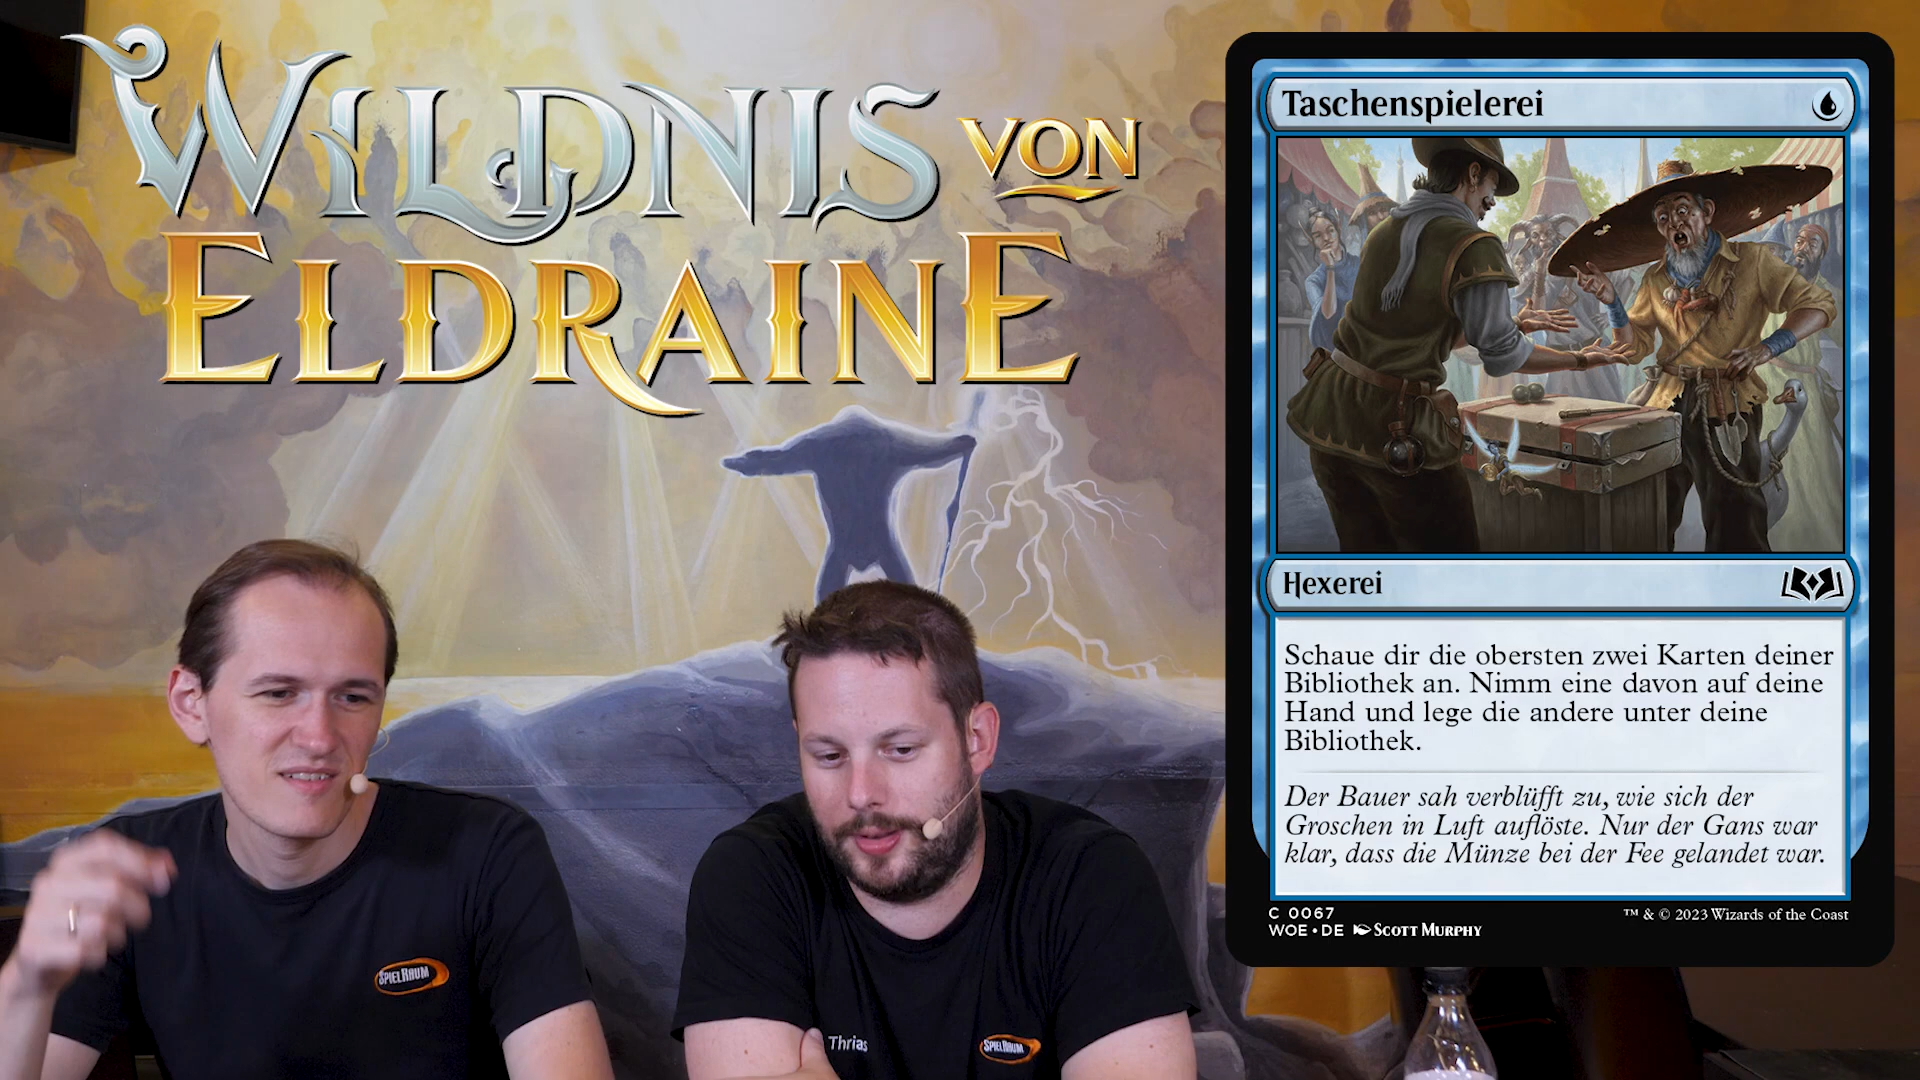 WILDNIS VON
ELDRAINE
Taschenspielerei
Hexerei
Schaue dir die obersten zwei Karten deiner
Bibliothek an. Nimm eine davon auf deine
Hand und lege die andere unter deine
Bibliothek.
Der Bauer sah verblüfft zu, wie sich der
Groschen in Luft auflöste. Nur der Gans war
klar, dass die Münze bei der Fee gelandet war.
C 0067
WOE • DE SCOTT MURPHY
™ & © 2023 Wizards of the Coast
SPIELRAUM
Thrias
SPIELRAUM